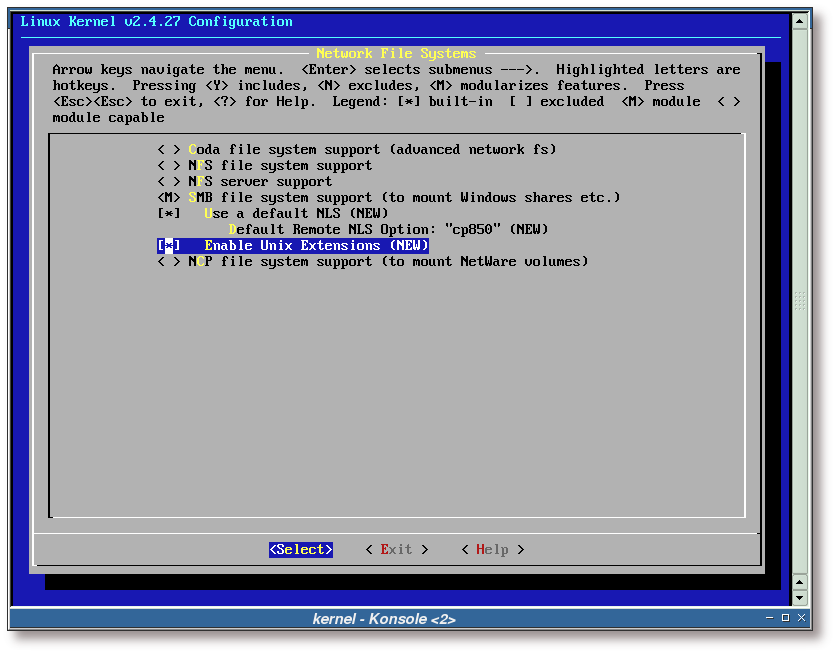 Linux Kernel v2.4.27 Configuration
Network File Systems
Arrow keys navigate the menu.  <Enter> selects submenus --->.  Highlighted letters are
hotkeys.  Pressing <Y> includes, <N> excludes, <M> modularizes features.  Press
<Esc><Esc> to exit, <?> for Help.  Legend: [*] built-in  [ ] excluded  <M> module  < >
module capable
< > Coda file system support (advanced network fs)
< > NFS file system support
< > NFS server support
<M> SMB file system support (to mount Windows shares etc.)
[*]   Use a default NLS (NEW)
Default Remote NLS Option: "cp850" (NEW)
[*]   Enable Unix Extensions (NEW)
< > NCP file system support (to mount NetWare volumes)
<Select>    < Exit >    < Help >
kernel - Konsole <2>